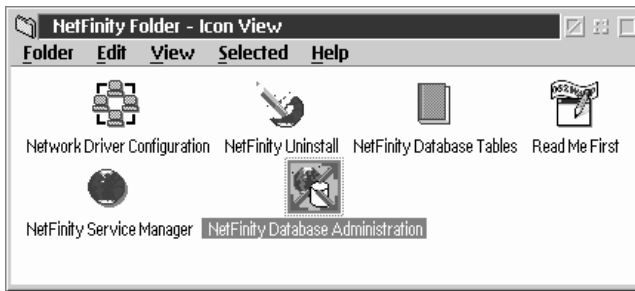 NetFinity Folder - Icon View
Folder Edit View Selected Help
OS2WARP
Network Driver Configuration NetFinity Uninstall NetFinity Database Tables Read Me First
NetFinity Service Manager NetFinity Database Administration